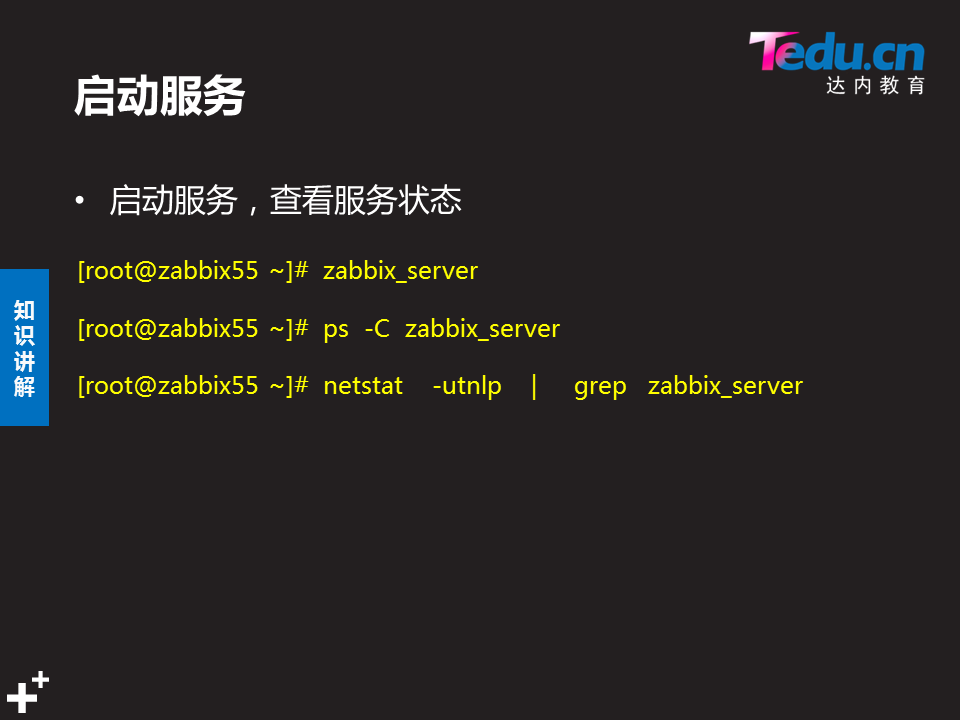 Tedu.cn
达内教育
启动服务
• 启动服务，查看服务状态
[root@zabbix55 ~]# zabbix_server
[root@zabbix55 ~]# ps -C zabbix_server
[root@zabbix55 ~]# netstat -utnlp | grep zabbix_server
知
识
讲
解